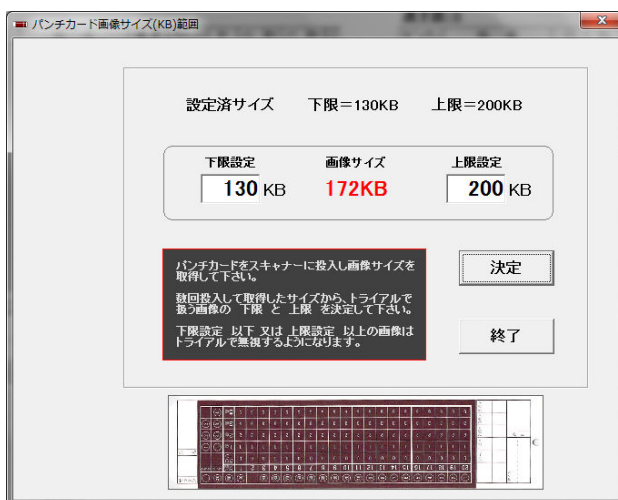 パンチカード画像サイズ(KB)範囲
設定済サイズ 下限=130KB 上限=200KB
下限設定 画像サイズ 上限設定
130 KB 172KB 200 KB
パンチカードをスキャナーに投入し画像サイズを
取得して下さい。
数回投入して取得したサイズから、トライアルで
扱う画像の 下限 と 上限 を決定して下さい。
下限設定 以下 又は 上限設定 以上の画像は
トライアルで無視するようになります。
決定
終了